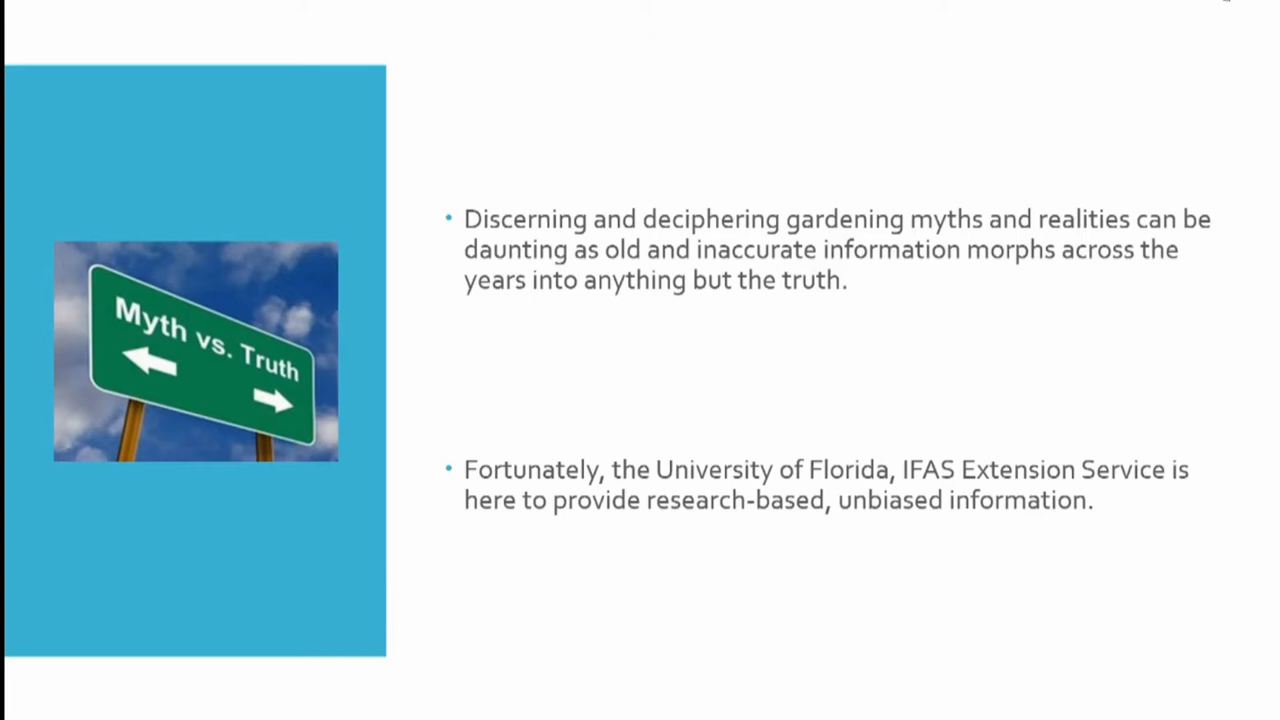 Myth vs. Truth
• Discerning and deciphering gardening myths and realities can be
daunting as old and inaccurate information morphs across the
years into anything but the truth.
• Fortunately, the University of Florida, IFAS Extension Service is
here to provide research-based, unbiased information.